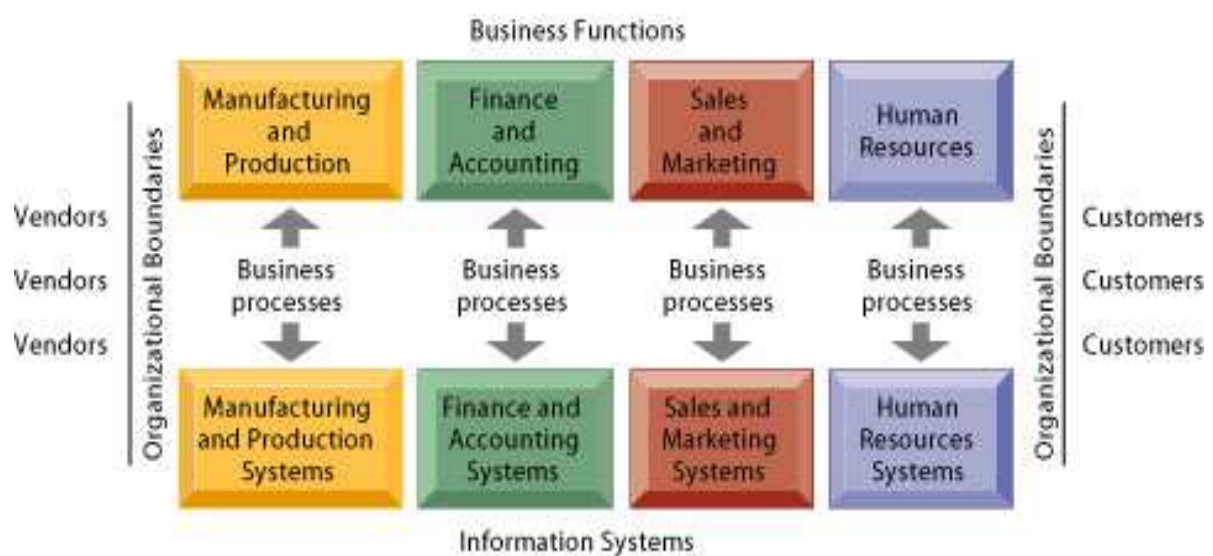 Business Functions
Manufacturing
and
Production
Finance
and
Accounting
Sales
and
Marketing
Human
Resources
Vendors
Vendors
Vendors
Organizational Boundaries
Business
processes
Business
processes
Business
processes
Business
processes
Organizational Boundaries
Customers
Customers
Customers
Manufacturing
and Production
Systems
Finance and
Accounting
Systems
Sales and
Marketing
Systems
Human
Resources
Systems
Information Systems